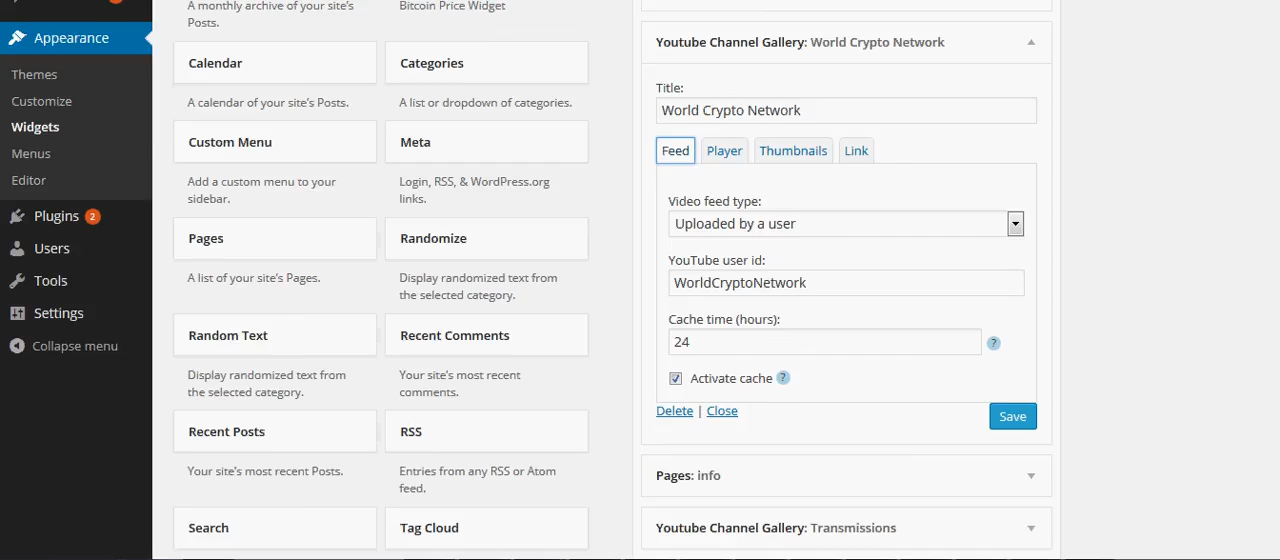 Appearance
Themes
Customize
Widgets
Menus
Editor
Plugins 2
Users
Tools
Settings
Collapse menu
A monthly archive of your site's
Posts.
Bitcoin Price Widget
Calendar
Categories
A calendar of your site's Posts.
A list or dropdown of categories.
Custom Menu
Meta
Add a custom menu to your
sidebar.
Login, RSS, & WordPress.org
links.
Pages
Randomize
A list of your site's Pages.
Display randomized text from
the selected category.
Random Text
Recent Comments
Display randomized text from
the selected category.
Your site's most recent
comments.
Recent Posts
RSS
Your site's most recent Posts.
Entries from any RSS or Atom
feed.
Search
Tag Cloud
Youtube Channel Gallery: World Crypto Network
Title:
World Crypto Network
Feed
Player
Thumbnails
Link
Video feed type:
Uploaded by a user
YouTube user id:
WorldCryptoNetwork
Cache time (hours):
24
?
Activate cache ?
Delete | Close
Save
Pages: info
Youtube Channel Gallery: Transmissions